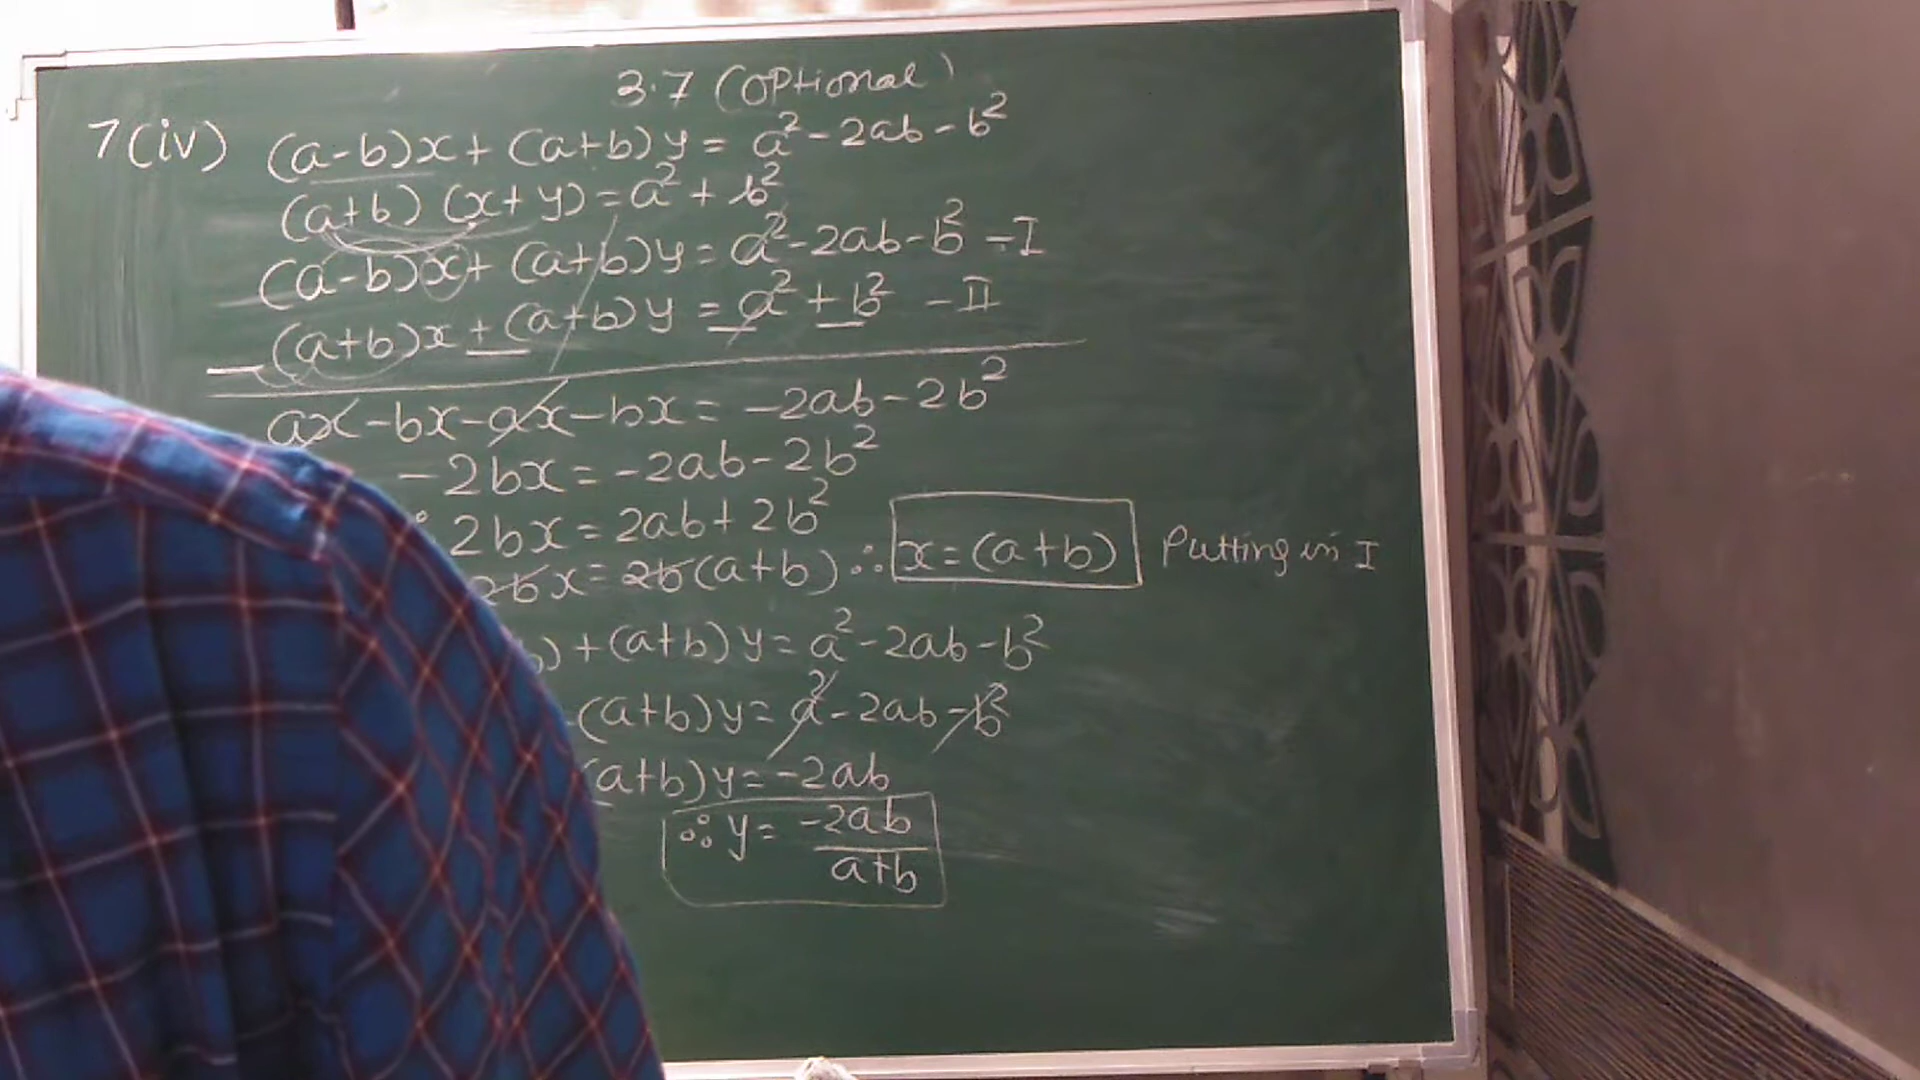 3.7 (Optional)
7(iv) (a-b)x + (a+b)y = a² - 2ab - b²
(a+b) (x+y) = a² + b²
(a-b)x + (a+b)y = a² - 2ab - b² - I
(a+b)x + (a+b)y = a² + b² - II
ax - bx - ax - bx = -2ab - 2b²
-2bx = -2ab - 2b²
2bx = 2ab + 2b²
2bx = 2b(a+b) ∴ x = (a+b) Putting in I
) + (a+b)y = a² - 2ab - b²
(a+b)y = a² - 2ab - b²
(a+b)y = -2ab
∴ y = -2ab
a+b